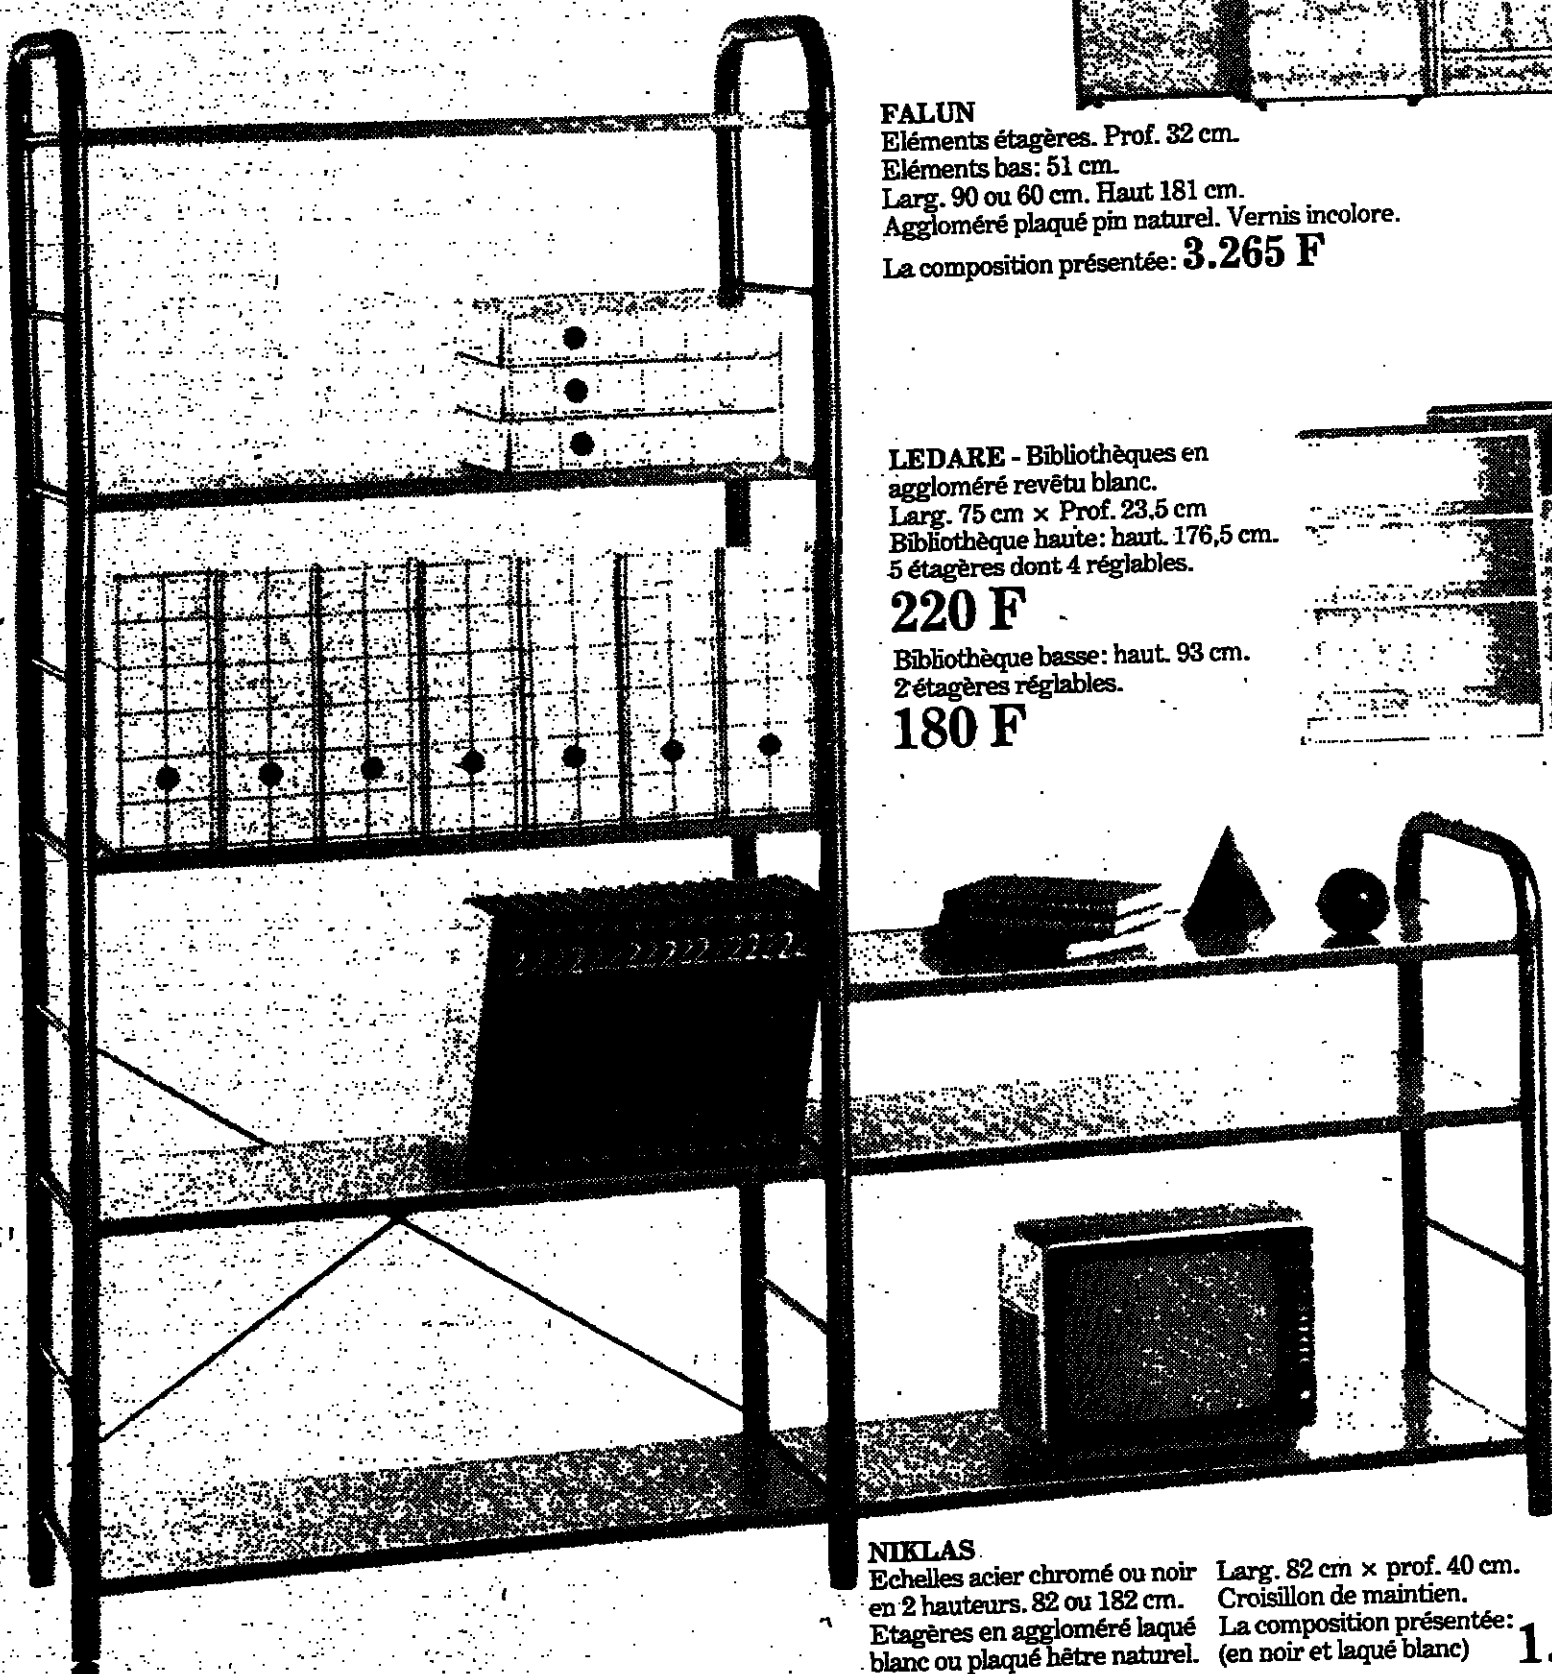 FALUN
Eléments étagères. Prof. 32 cm.
Eléments bas: 51 cm.
Larg. 90 ou 60 cm. Haut 181 cm.
Aggloméré plaqué pin naturel. Vernis incolore.
La composition présentée: 3.265 F
LEDARE - Bibliothèques en
aggloméré revêtu blanc.
Larg. 75 cm × Prof. 23,5 cm
Bibliothèque haute: haut. 176,5 cm.
5 étagères dont 4 réglables.
220 F
Bibliothèque basse: haut. 93 cm.
2 étagères réglables.
180 F
NIKLAS
Echelles acier chromé ou noir
en 2 hauteurs. 82 ou 182 cm.
Etagères en aggloméré laqué
blanc ou plaqué hêtre naturel.
Larg. 82 cm × prof. 40 cm.
Croisillon de maintien.
La composition présentée:
(en noir et laqué blanc) 1.